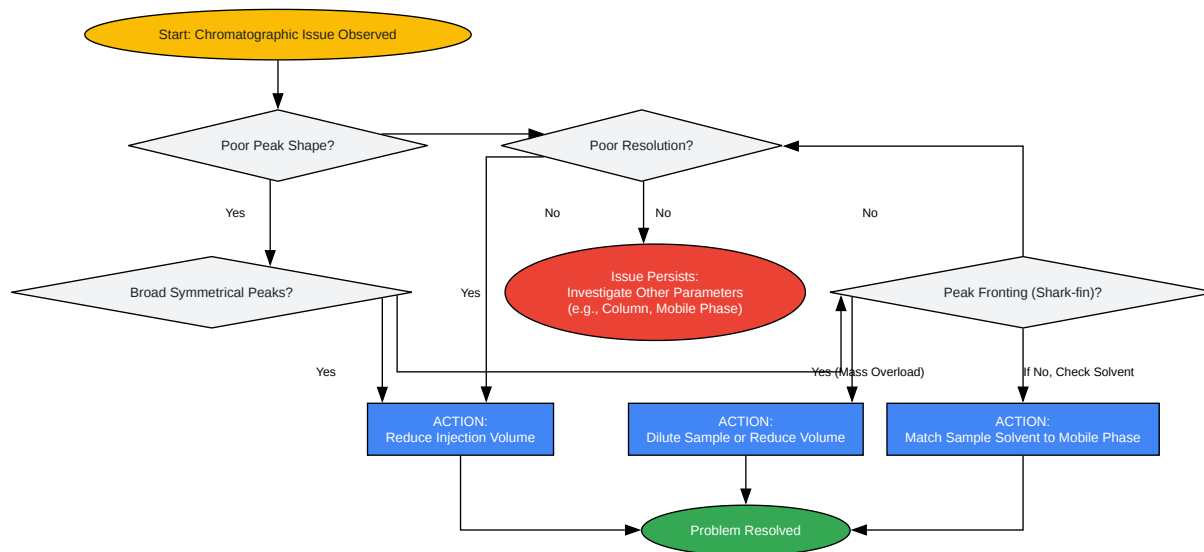 Start: Chromatographic Issue Observed
Poor Peak Shape?
Poor Resolution?
Yes
No
No
No
Broad Symmetrical Peaks?
Issue Persists:
Investigate Other Parameters
(e.g., Column, Mobile Phase)
Peak Fronting (Shark-fin)?
Yes
Yes
Yes (Mass Overload)
If No, Check Solvent
ACTION:
Reduce Injection Volume
ACTION:
Dilute Sample or Reduce Volume
ACTION:
Match Sample Solvent to Mobile Phase
Problem Resolved